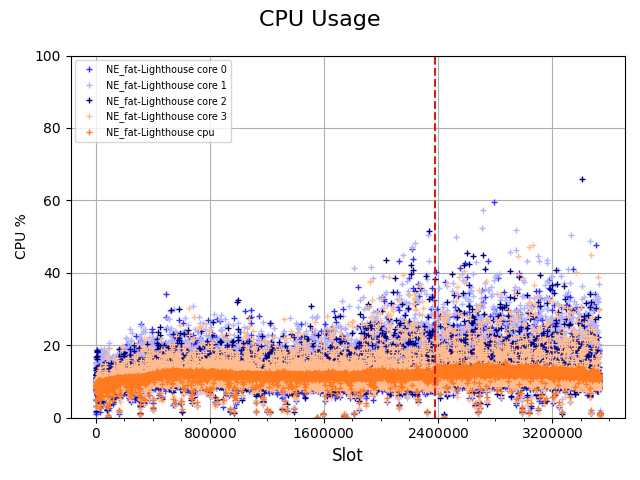 CPU Usage
100
80
60
40
20
0
CPU %
NE_fat-Lighthouse core 0
NE_fat-Lighthouse core 1
NE_fat-Lighthouse core 2
NE_fat-Lighthouse core 3
NE_fat-Lighthouse cpu
0 800000 1600000 2400000 3200000
Slot